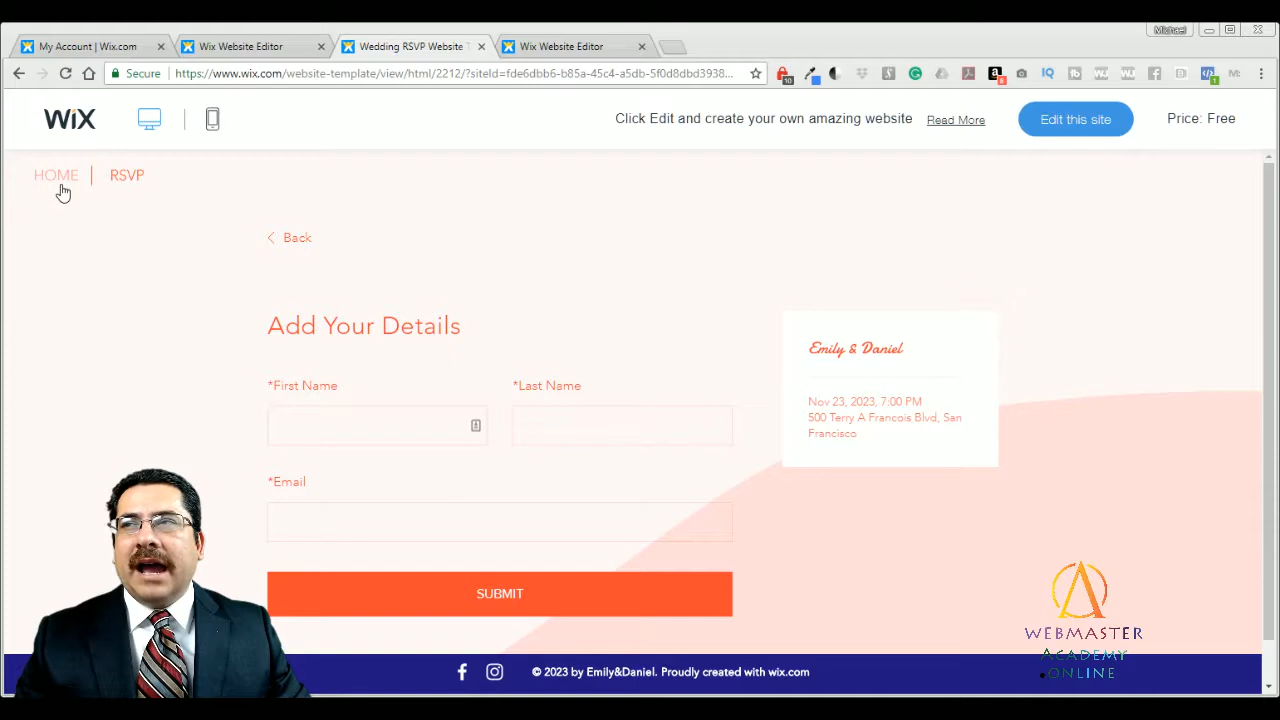 Michael
My Account | Wix.com
Wix Website Editor
Wedding RSVP Website T
Wix Website Editor
Secure
https://www.wix.com/website-template/view/html/2212/?siteId=fde6dbb6-b85a-45c4-a5db-5f0d8dbd3938...
WiX
Click Edit and create your own amazing website
Read More
Edit this site
Price: Free
HOME
RSVP
Back
Add Your Details
*First Name
*Last Name
*Email
SUBMIT
Emily & Daniel
Nov 23, 2023, 7:00 PM
500 Terry A Francois Blvd, San
Francisco
© 2023 by Emily&Daniel. Proudly created with wix.com
WEBMASTER
ACADEMY
ONLINE